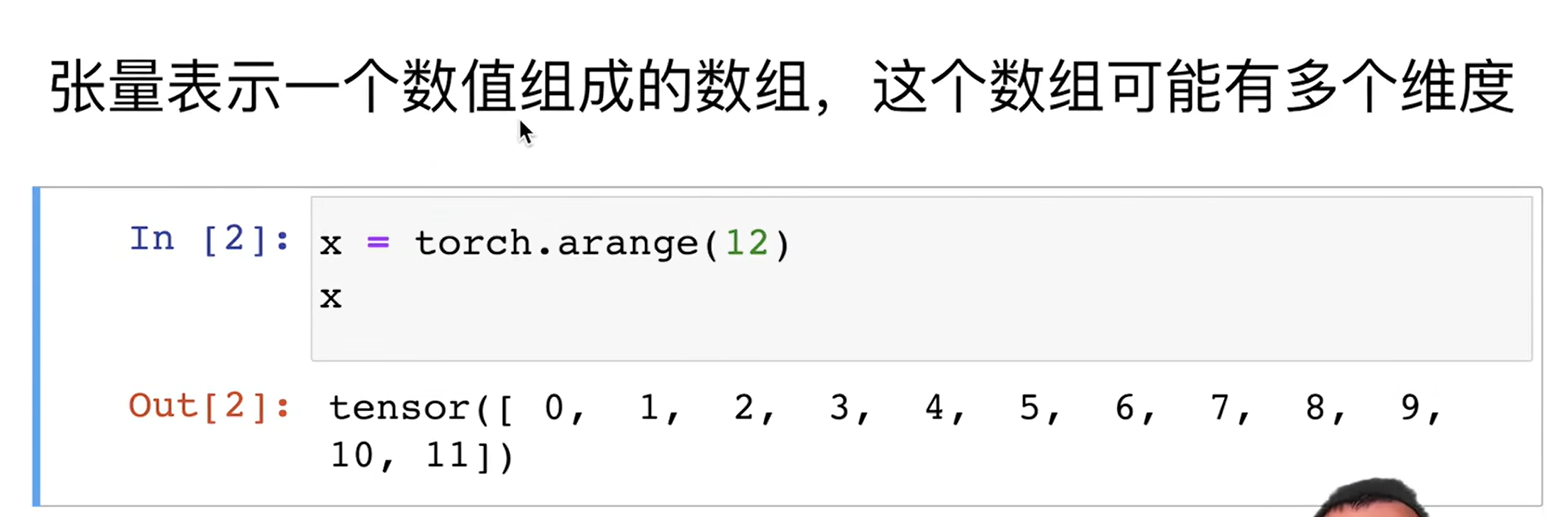 张量表示一个数值组成的数组，这个数组可能有多个维度
In [2]: x = torch.arange(12)
x
Out[2]: tensor([ 0, 1, 2, 3, 4, 5, 6, 7, 8, 9,
10, 11])